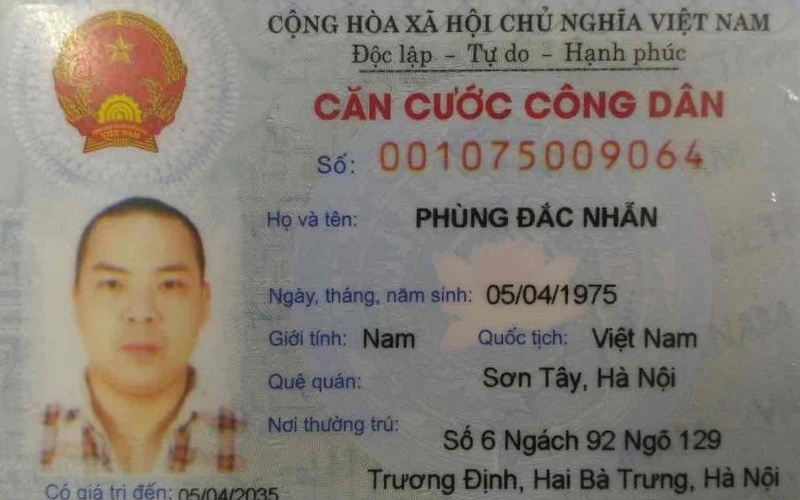 CỘNG HÒA XÃ HỘI CHỦ NGHĨA VIỆT NAM
Độc lập - Tự do - Hạnh phúc
CĂN CƯỚC CÔNG DÂN
Số: 001075009064
Họ và tên: PHÙNG ĐẮC NHẪN
Ngày, tháng, năm sinh: 05/04/1975
Giới tính: Nam Quốc tịch: Việt Nam
Quê quán: Sơn Tây, Hà Nội
Nơi thường trú: Số 6 Ngách 92 Ngõ 129
Trương Định, Hai Bà Trưng, Hà Nội
Có giá trị đến: 05/04/2035
VIỆT NAM